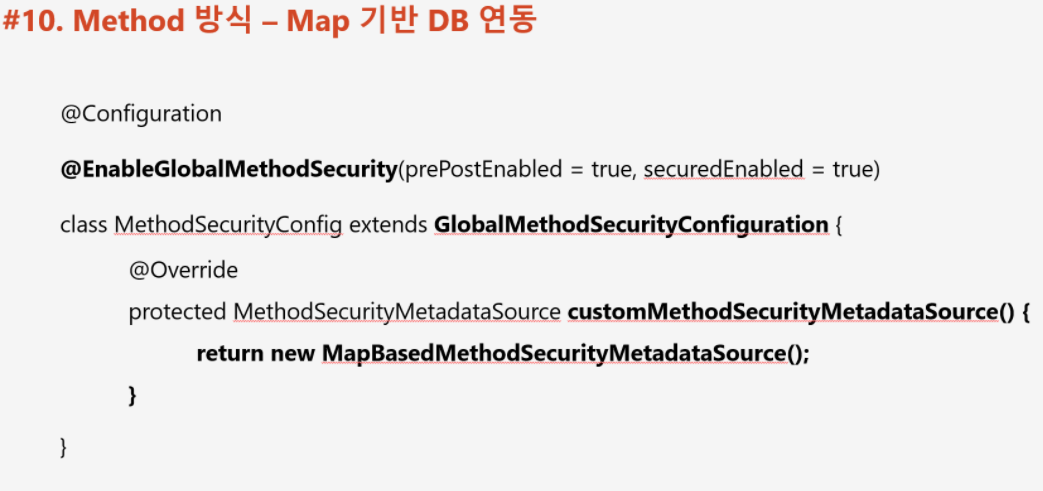 #10. Method 방식 – Map 기반 DB 연동
@Configuration
@EnableGlobalMethodSecurity(prePostEnabled = true, securedEnabled = true)
class MethodSecurityConfig extends GlobalMethodSecurityConfiguration {
@Override
protected MethodSecurityMetadataSource customMethodSecurityMetadataSource() {
return new MapBasedMethodSecurityMetadataSource();
}
}